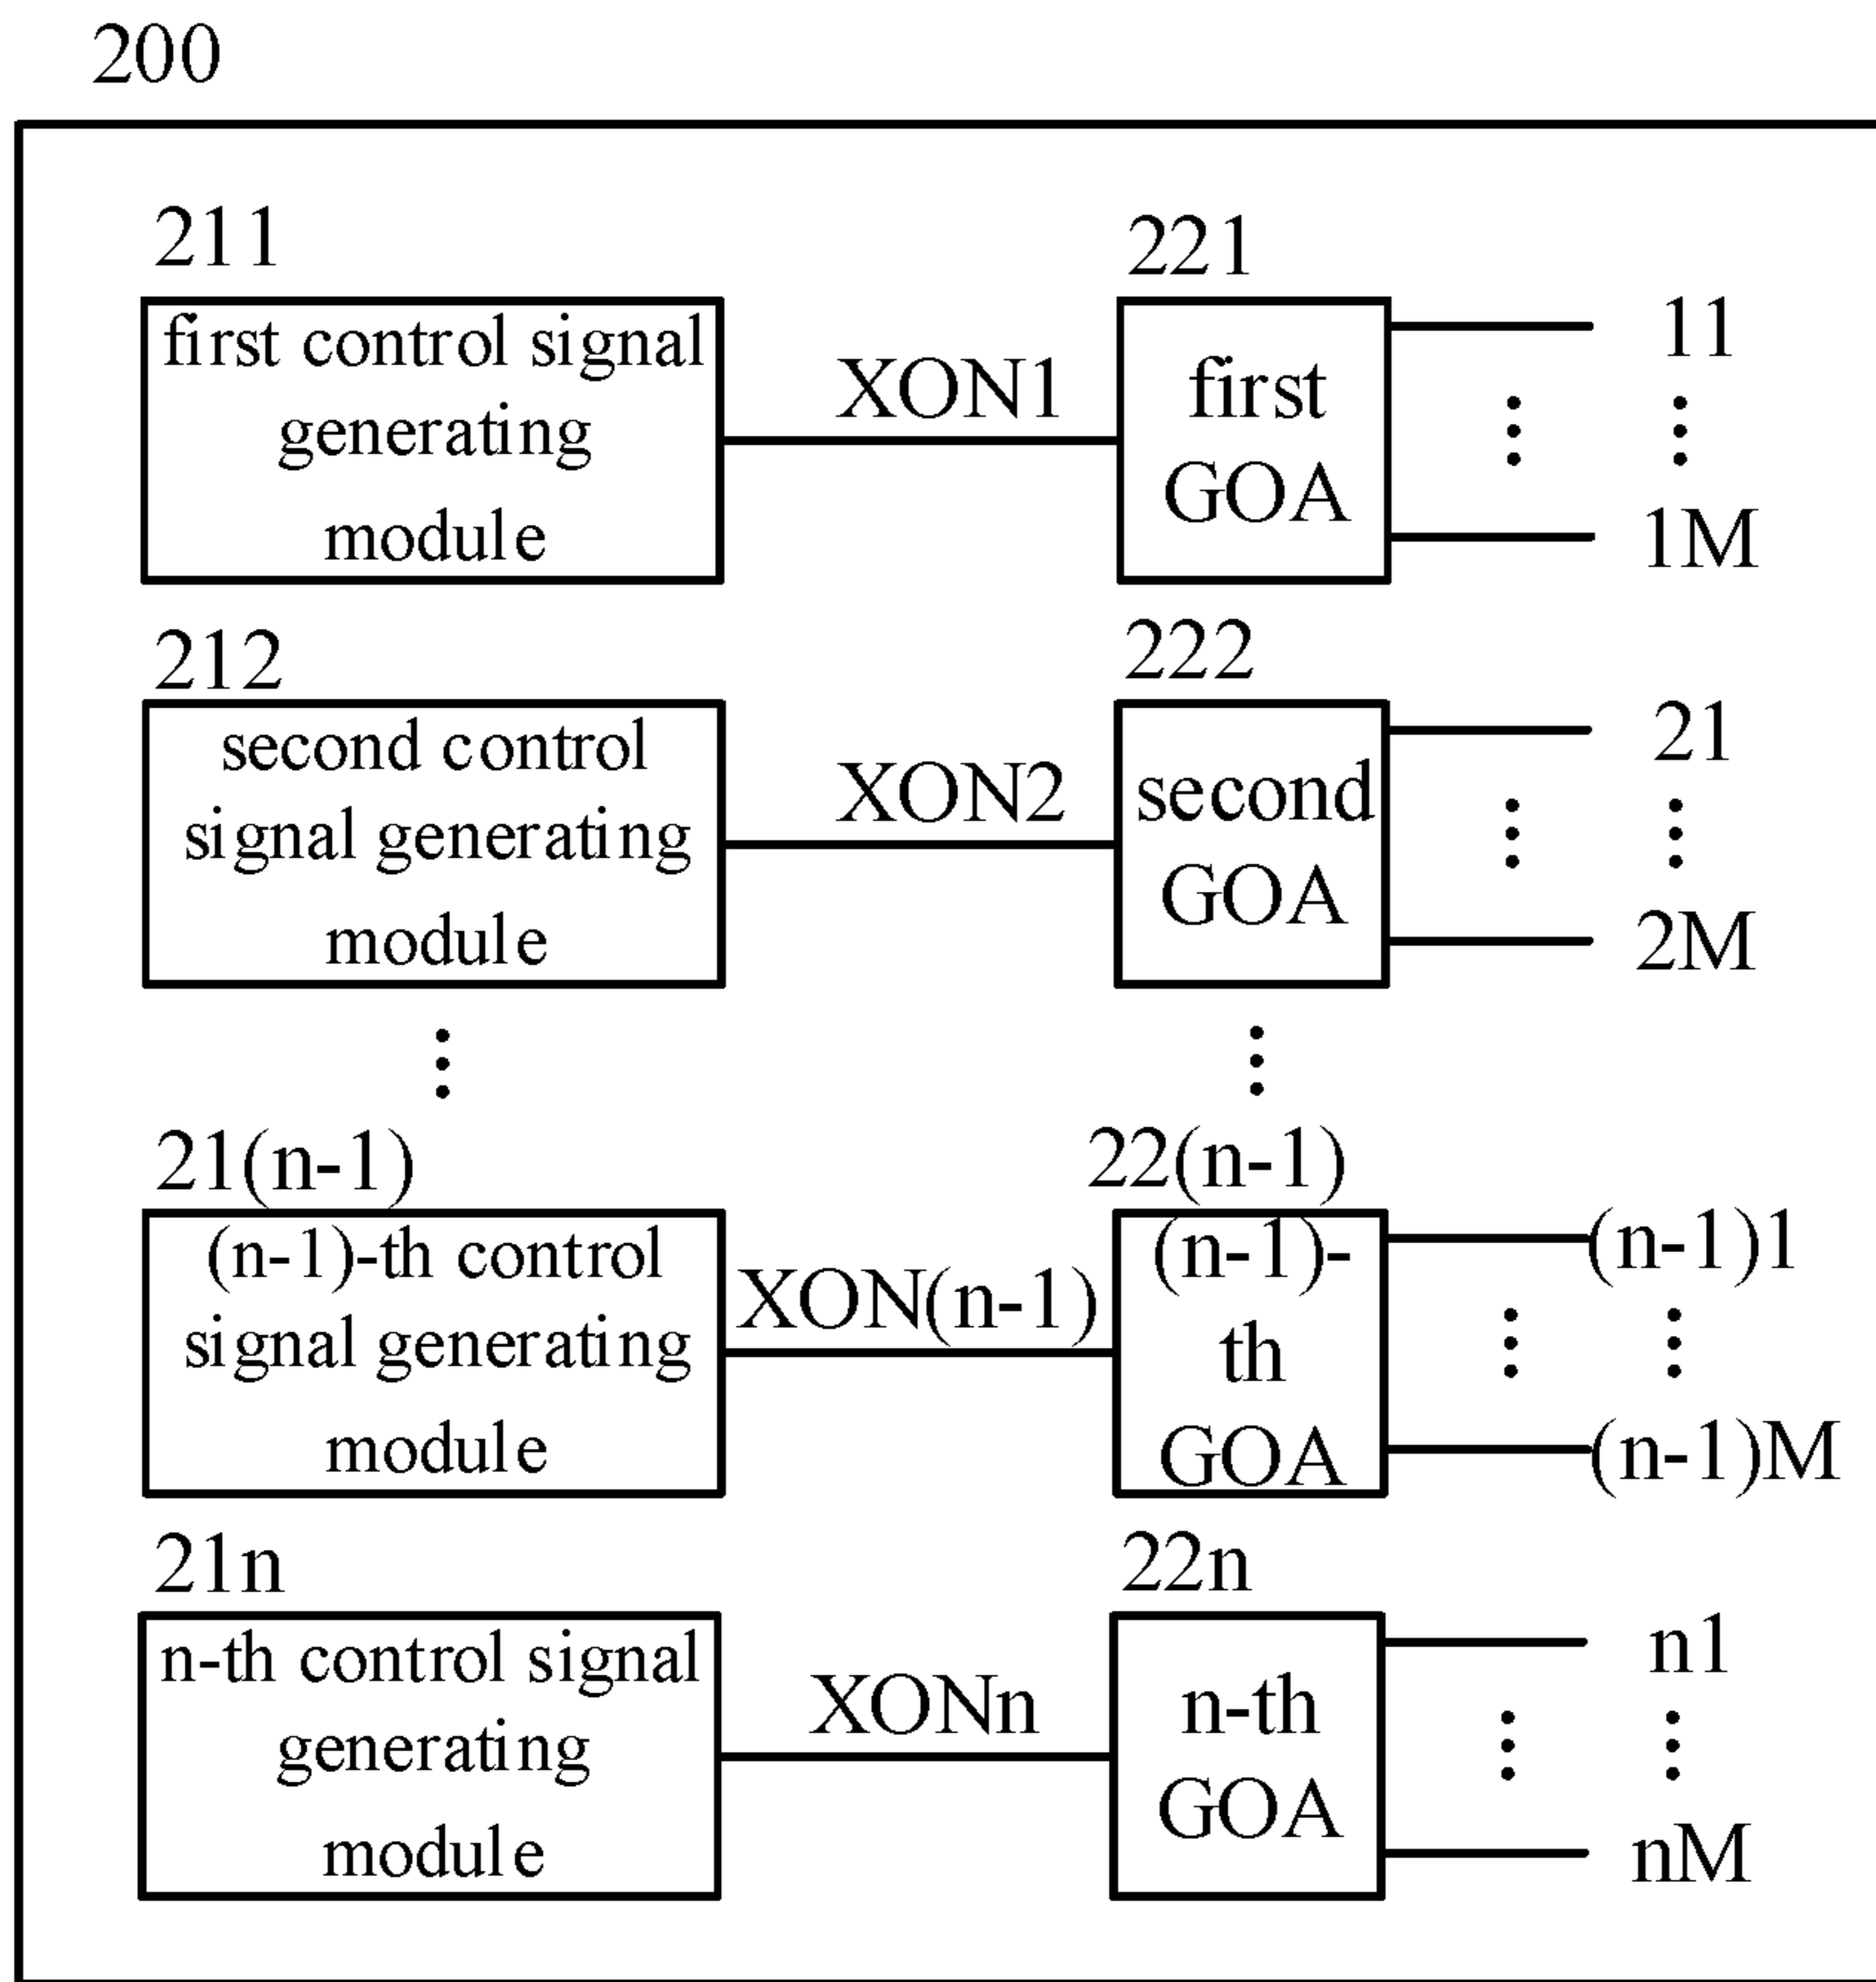 200
211
first control signal
generating
module
XON1
221
first
GOA
11
1M
212
second control
signal generating
module
XON2
222
second
GOA
21
2M
21(n-1)
(n-1)-th control
signal generating
module
XON(n-1)
22(n-1)
(n-1)-
th
GOA
(n-1)1
(n-1)M
21n
n-th control signal
generating
module
XONn
22n
n-th
GOA
n1
nM